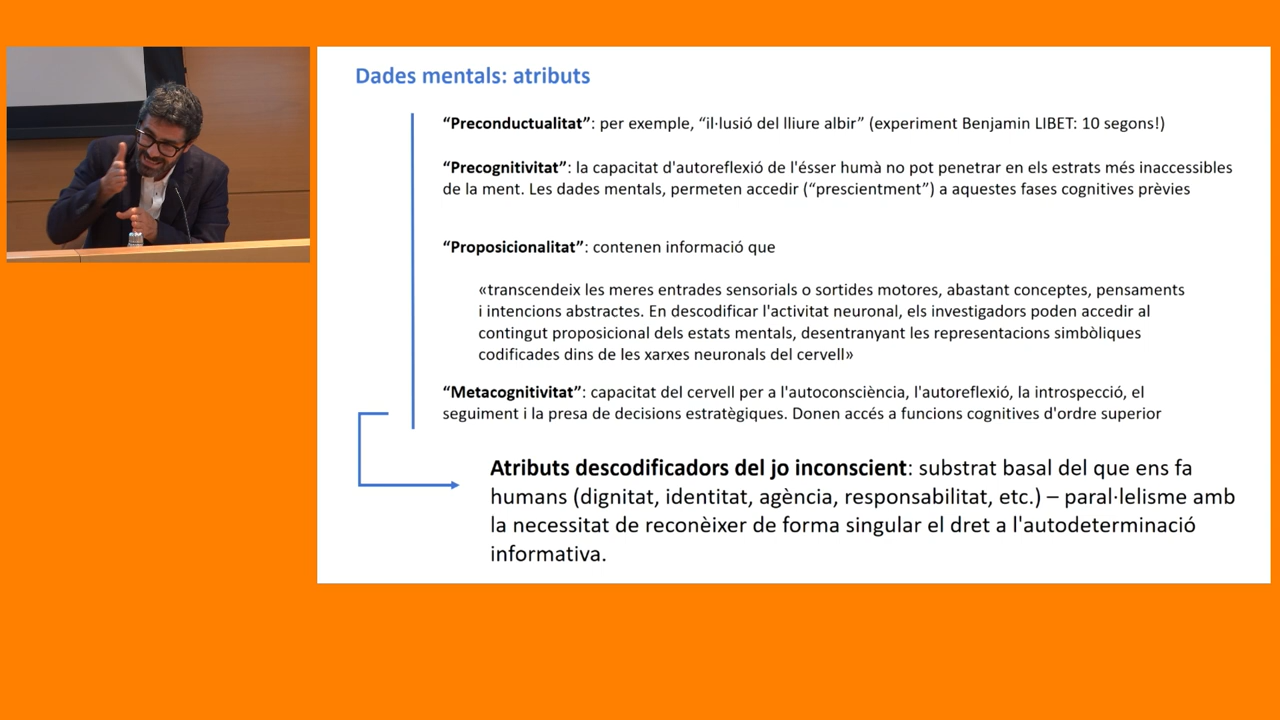 Dades mentals: atributs
“Preconductualitat”: per exemple, “il·lusió del lliure albir” (experiment Benjamin LIBET: 10 segons!)
“Precognitivitat”: la capacitat d'autoreflexió de l'ésser humà no pot penetrar en els estrats més inaccessibles
de la ment. Les dades mentals, permeten accedir (“prescientment”) a aquestes fases cognitives prèvies
“Proposicionalitat”: contenen informació que
«transcendeix les meres entrades sensorials o sortides motores, abastant conceptes, pensaments
i intencions abstractes. En descodificar l'activitat neuronal, els investigadors poden accedir al
contingut proposicional dels estats mentals, desentranyant les representacions simbòliques
codificades dins de les xarxes neuronals del cervell»
“Metacognitivitat”: capacitat del cervell per a l'autoconsciència, l'autoreflexió, la introspecció, el
seguiment i la presa de decisions estratègiques. Donen accés a funcions cognitives d'ordre superior
Atributs descodificadors del jo inconscient: substrat basal del que ens fa
humans (dignitat, identitat, agència, responsabilitat, etc.) – paral·lelisme amb
la necessitat de reconèixer de forma singular el dret a l'autodeterminació
informativa.